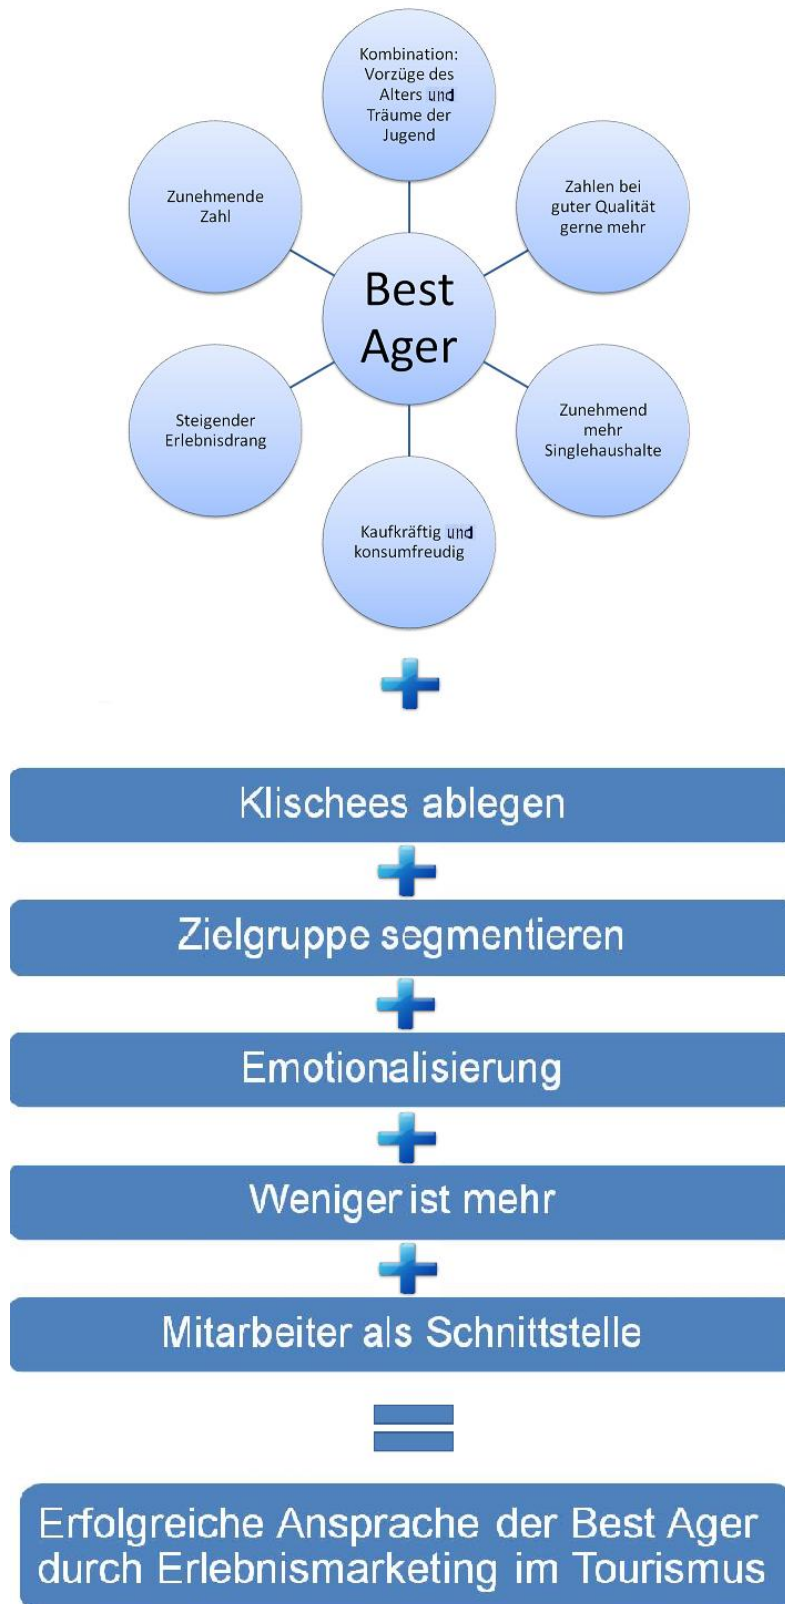 Kombination:
Vorzüge des
Alters und
Träume der
Jugend
Zunehmende
Zahl
Zahlen bei
guter Qualität
gerne mehr
Best
Ager
Steigender
Erlebnisdrang
Zunehmend
mehr
Singlehaushalte
Kaufkräftig und
konsumfreudig
Klischees ablegen
Zielgruppe segmentieren
Emotionalisierung
Weniger ist mehr
Mitarbeiter als Schnittstelle
Erfolgreiche Ansprache der Best Ager
durch Erlebnismarketing im Tourismus